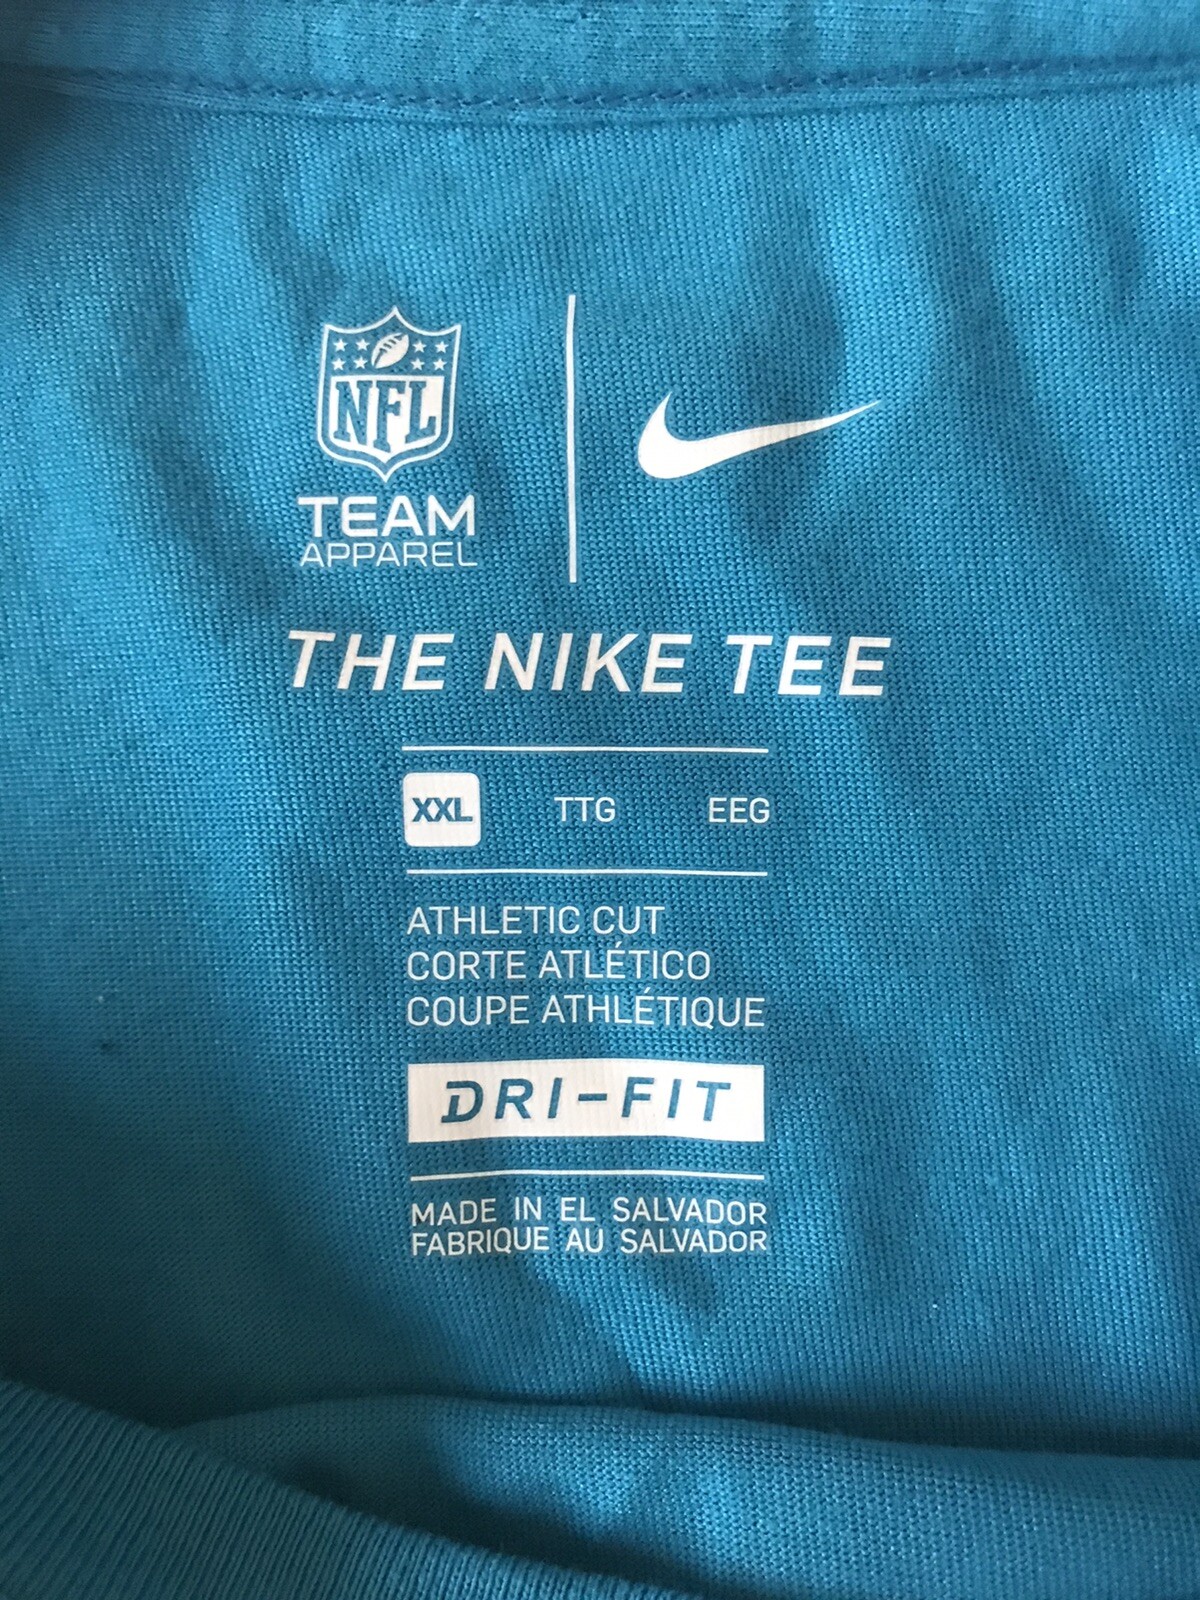 NFL
TEAM
APPAREL
THE NIKE TEE
XXL TTG EEG
ATHLETIC CUT
CORTE ATLÉTICO
COUPE ATHLÉTIQUE
DRI-FIT
MADE IN EL SALVADOR
FABRIQUE AU SALVADOR